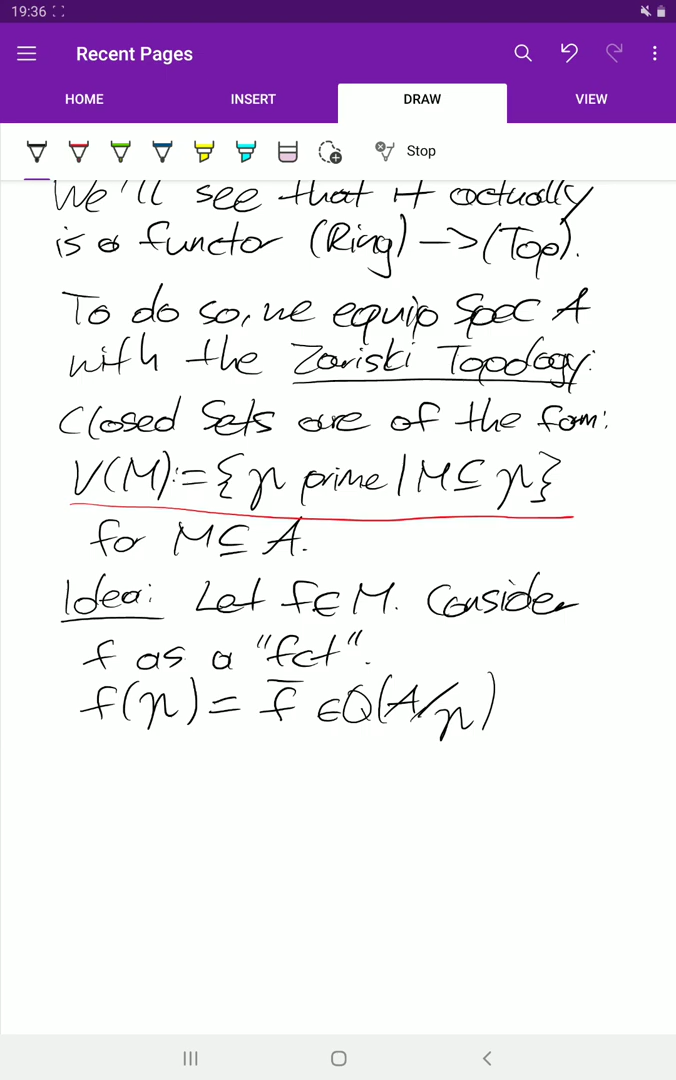 19:36
Recent Pages
HOME INSERT DRAW VIEW
Stop
We'll see that it actually
is a functor (Ring) -> (Top).
To do so, we equip Spec A
with the Zariski Topology:
Closed Sets are of the form:
V(M) := {𝔭 prime | M ⊆ 𝔭}
for M ⊆ A.
Idea: Let f ∈ M. Consider
f as a "fct".
f(𝔭) = f̅ ∈ Q(A/𝔭)